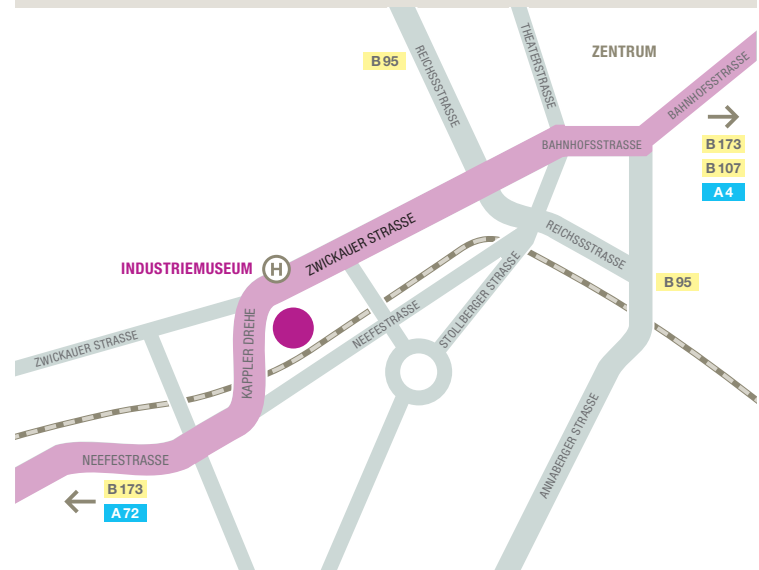 ZENTRUM
B 95
REICHSSTRASSE
THEATERSTRASSE
BAHNHOFSSTRASSE
BAHNHOFSSTRASSE
B 173
B 107
A 4
ZWICKAUER STRASSE
REICHSSSTRASSE
INDUSTRIEMUSEUM
H
B 95
STOLLBERGER STRASSE
NEEFESTRASSE
ZWICKAUER STRASSE
KAPPLER DREHE
ANNABERGER STRASSE
NEEFESTRASSE
B 173
A 72